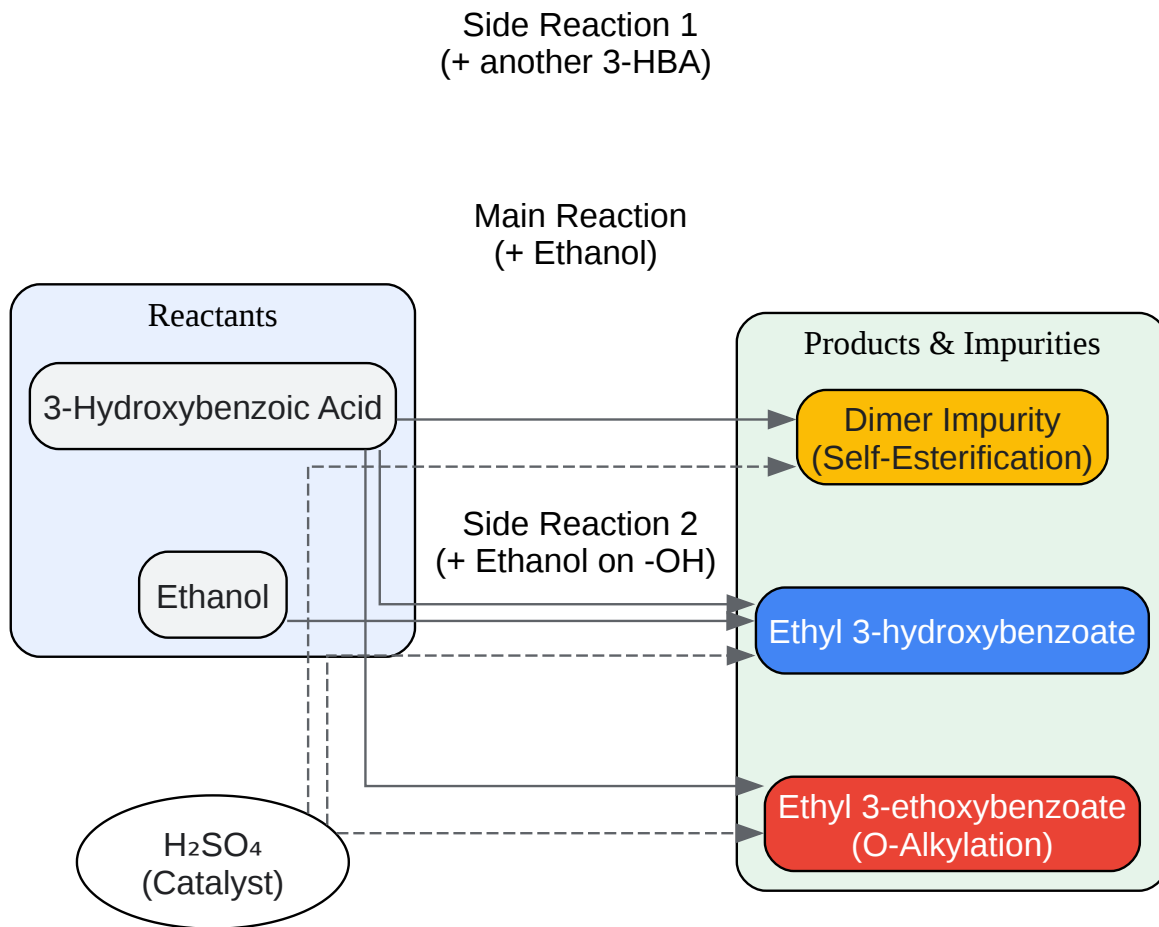 Side Reaction 1
(+ another 3-HBA)
Main Reaction
(+ Ethanol)
Reactants
3-Hydroxybenzoic Acid
Ethanol
H₂SO₄
(Catalyst)
Side Reaction 2
(+ Ethanol on -OH)
Products & Impurities
Dimer Impurity
(Self-Esterification)
Ethyl 3-hydroxybenzoate
Ethyl 3-ethoxybenzoate
(O-Alkylation)